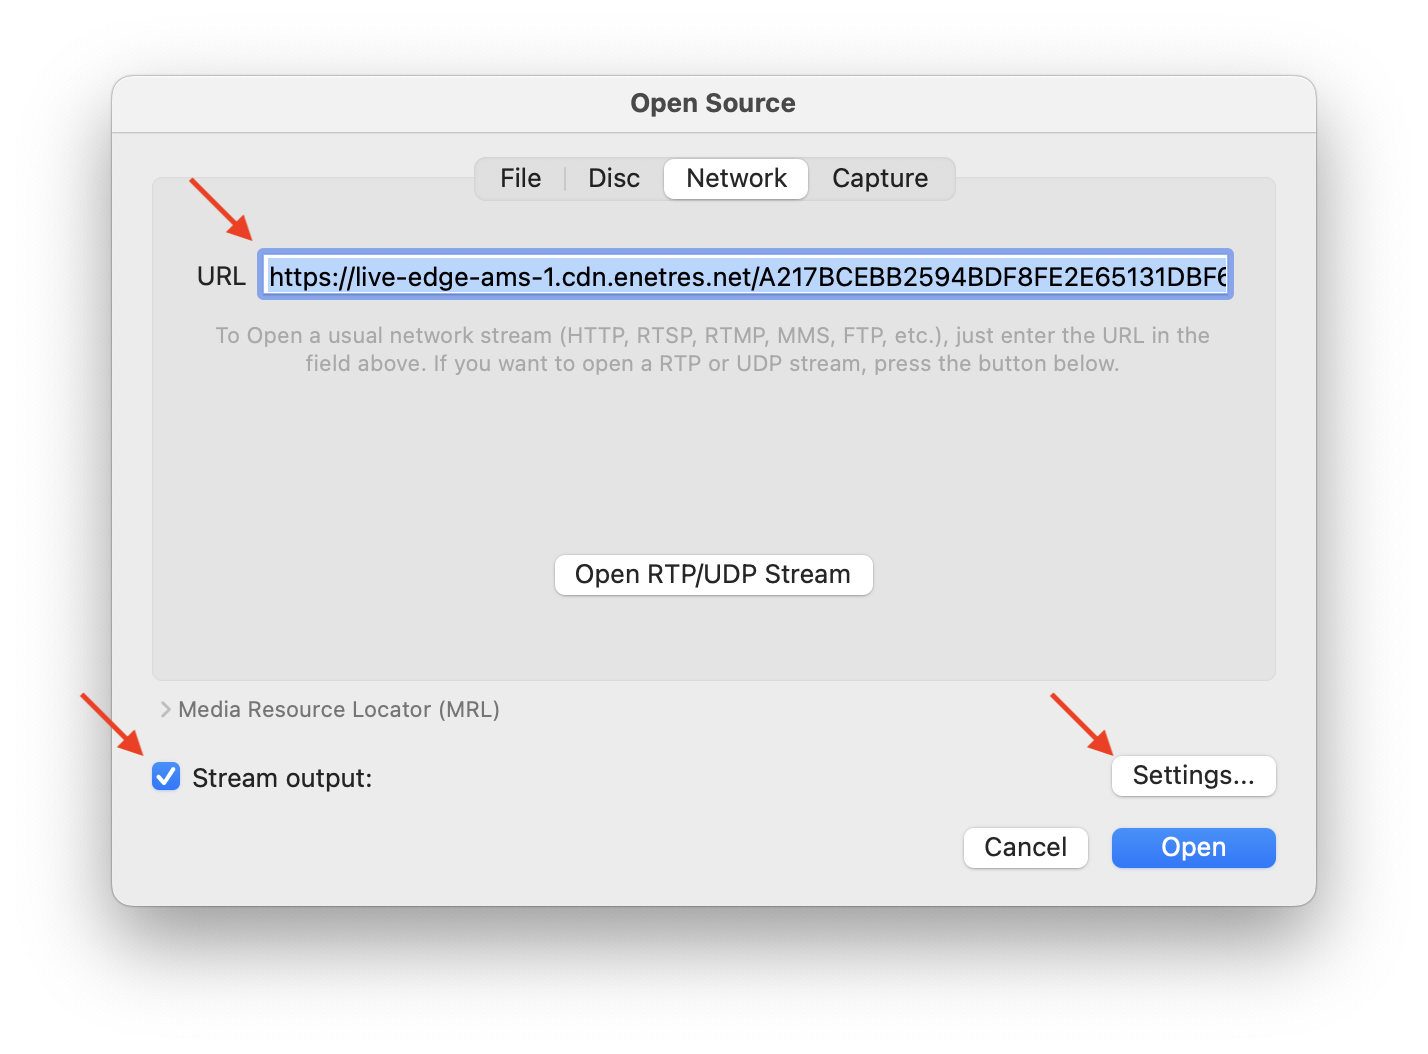 Open Source
File Disc Network Capture
URL https://live-edge-ams-1.cdn.enetres.net/A217BCEBB2594BDF8FE2E65131DBF6
To Open a usual network stream (HTTP, RTSP, RTMP, MMS, FTP, etc.), just enter the URL in the
field above. If you want to open a RTP or UDP stream, press the button below.
Open RTP/UDP Stream
Media Resource Locator (MRL)
Stream output: Settings...
Cancel Open